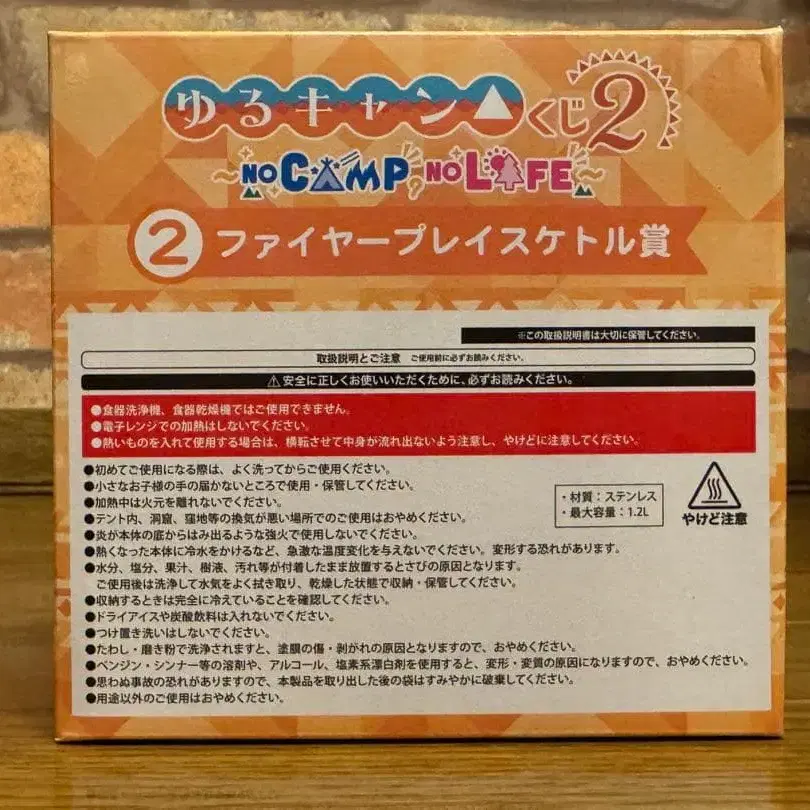 ゆるキャン▲くじ2
~NO CAMP NO LIFE~
② ファイヤープレイスケトル賞
※この取扱説明書は大切に保管してください。
取扱説明とご注意 ご使用前に必ずお読みください。
⚠安全に正しくお使いいただくために、必ずお読みください。
●食器洗浄機、食器乾燥機ではご使用できません。
●電子レンジでの加熱はしないでください。
●熱いものを入れて使用する場合は、横転させて中身が流れ出ないよう注意し、やけどに注意してください。
●初めてご使用になる際は、よく洗ってからご使用ください。
●小さなお子様の手の届かないところで使用・保管してください。
●加熱中は火元を離れないでください。
●テント内、洞窟、窪地等の換気が悪い場所でのご使用はおやめください。
●炎が本体の底からはみ出るような強火で使用しないでください。
●熱くなった本体に冷水をかけるなど、急激な温度変化を与えないでください。変形する恐れがあります。
●水分、塩分、果汁、樹液、汚れ等が付着したまま放置するとさびの原因となります。
ご使用後は洗浄して水気をよく拭き取り、乾燥した状態で収納・保管してください。
●収納するときは完全に冷えていることを確認してください。
●ドライアイスや炭酸飲料は入れないでください。
●つけ置き洗いはしないでください。
●たわし・磨き粉で洗浄されますと、塗膜の傷・剥がれの原因となりますので、おやめください。
●ベンジン・シンナー等の溶剤や、アルコール、塩素系漂白剤を使用すると、変形・変質の原因になりますので、おやめください。
●思わぬ事故の恐れがありますので、本製品を取り出した後の袋はすみやかに破棄してください。
●用途以外のご使用はおやめください。
・材質：ステンレス
・最大容量：1.2L
やけど注意